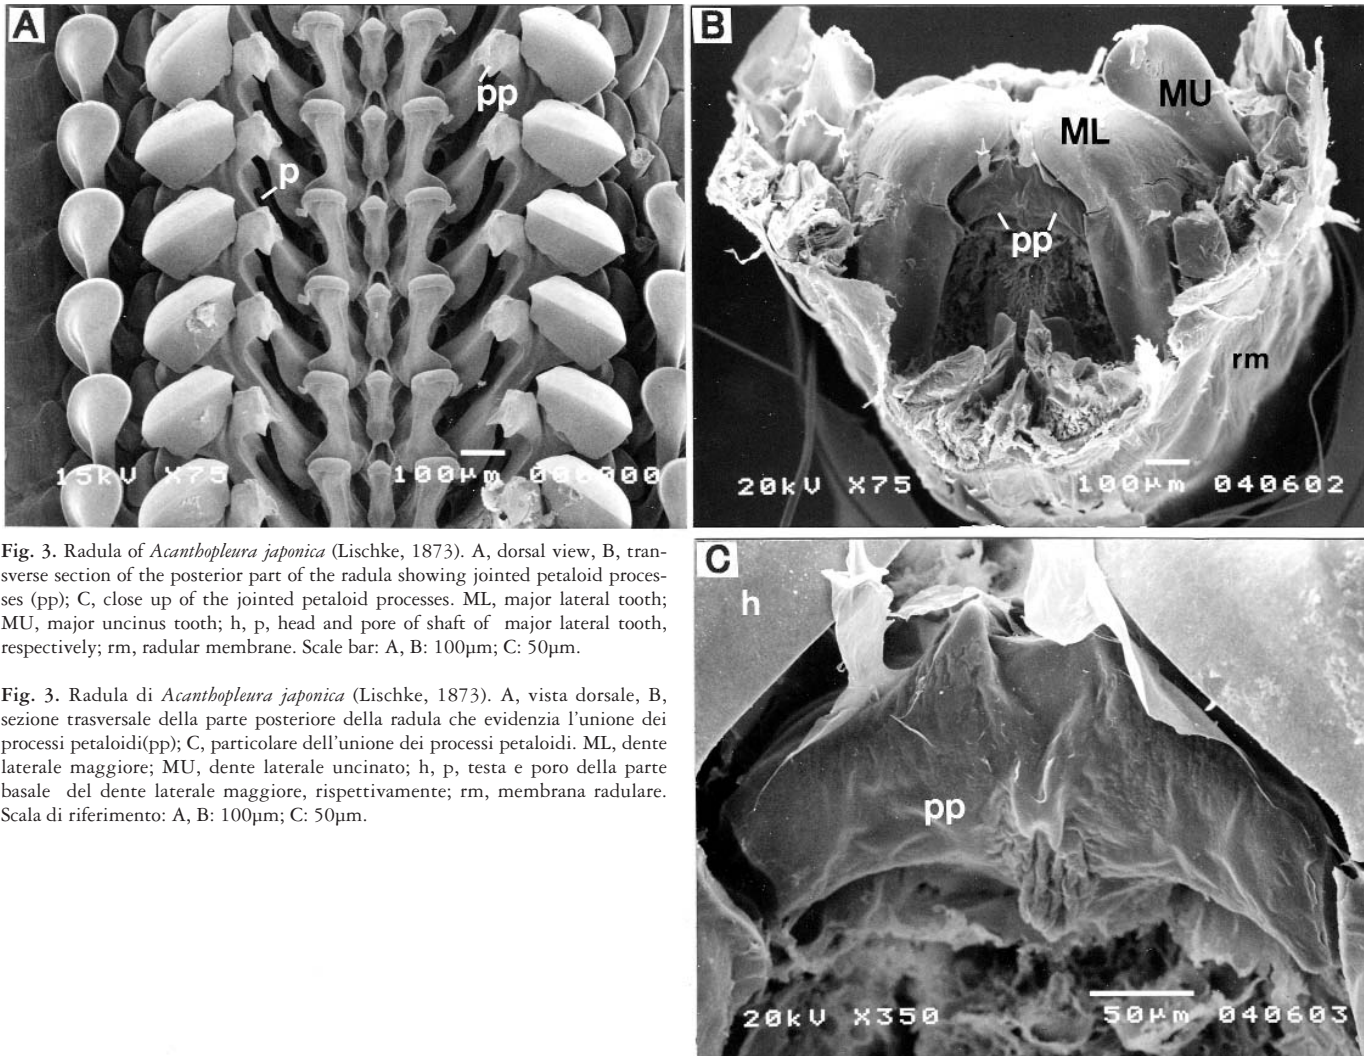 A
pp
p
15kV X75 100μm 000000
B
MU
ML
pp
rm
20kV X75 100μm 040602
Fig. 3. Radula of Acanthopleura japonica (Lischke, 1873). A, dorsal view, B, tran-
sverse section of the posterior part of the radula showing jointed petaloid proces-
ses (pp); C, close up of the jointed petaloid processes. ML, major lateral tooth;
MU, major uncinus tooth; h, p, head and pore of shaft of major lateral tooth,
respectively; rm, radular membrane. Scale bar: A, B: 100μm; C: 50μm.
Fig. 3. Radula di Acanthopleura japonica (Lischke, 1873). A, vista dorsale, B,
sezione trasversale della parte posteriore della radula che evidenzia l'unione dei
processi petaloidi(pp); C, particolare dell'unione dei processi petaloidi. ML, dente
laterale maggiore; MU, dente laterale uncinato; h, p, testa e poro della parte
basale del dente laterale maggiore, rispettivamente; rm, membrana radulare.
Scala di riferimento: A, B: 100μm; C: 50μm.
C
h
pp
20kV X350 50μm 040603